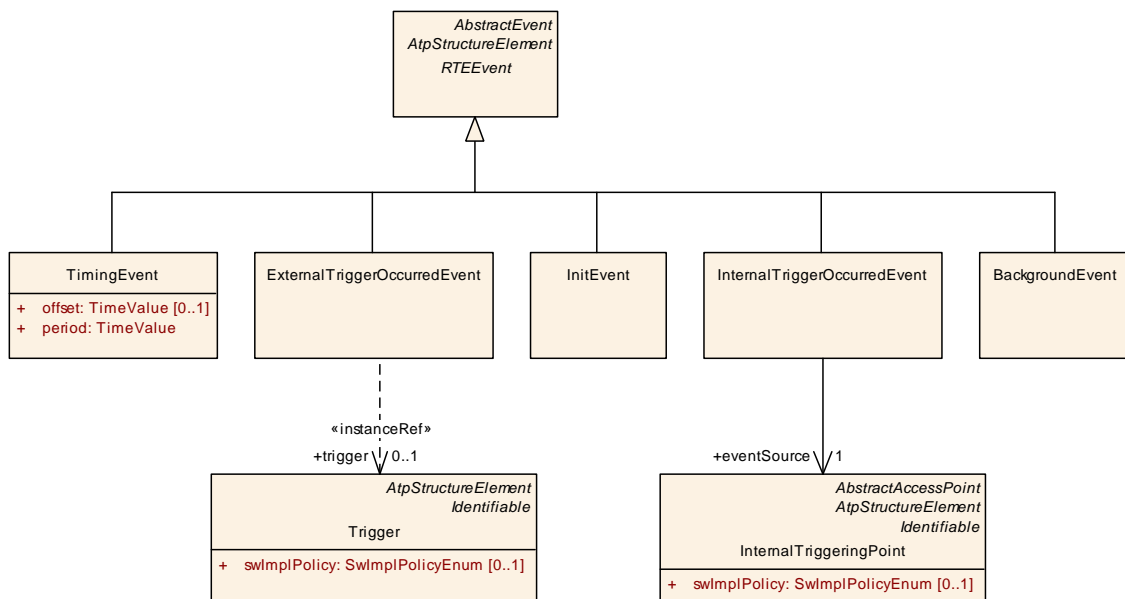 AbstractEvent
AtpStructureElement
RTEEvent
TimingEvent
+ offset: TimeValue [0..1]
+ period: TimeValue
ExternalTriggerOccurredEvent
InitEvent
InternalTriggerOccurredEvent
BackgroundEvent
«instanceRef»
+trigger 0..1
+eventSource 1
AtpStructureElement
Identifiable
Trigger
+ swImplPolicy: SwImplPolicyEnum [0..1]
AbstractAccessPoint
AtpStructureElement
Identifiable
InternalTriggeringPoint
+ swImplPolicy: SwImplPolicyEnum [0..1]